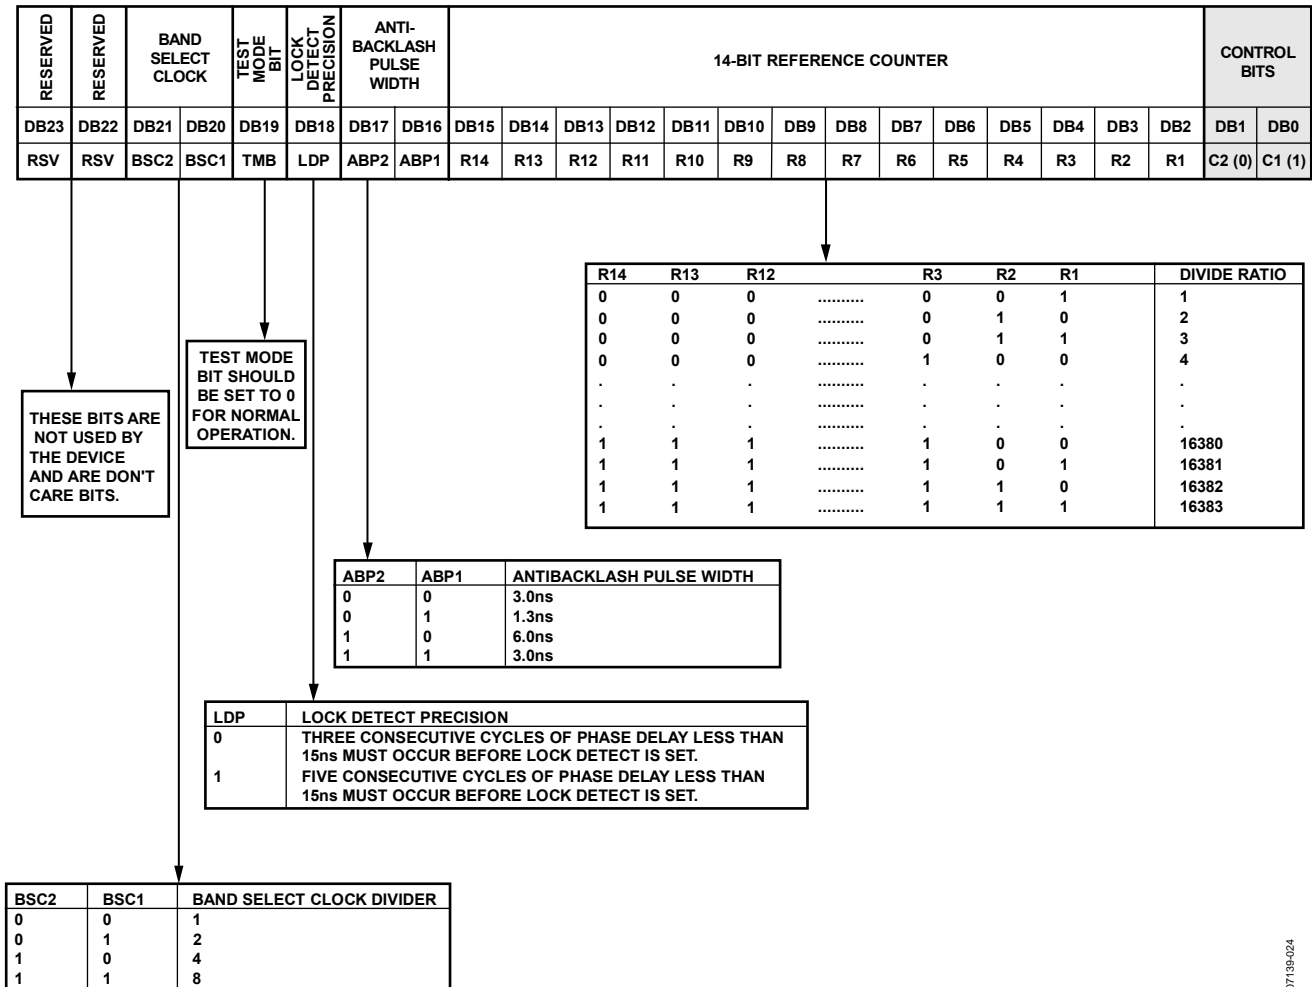 RESERVED
RESERVED
BAND
SELECT
CLOCK
TEST
MODE
BIT
LOCK
DETECT
PRECISION
ANTI-
BACKLASH
PULSE
WIDTH
14-BIT REFERENCE COUNTER
CONTROL
BITS
DB23 DB22 DB21 DB20 DB19 DB18 DB17 DB16 DB15 DB14 DB13 DB12 DB11 DB10 DB9 DB8 DB7 DB6 DB5 DB4 DB3 DB2 DB1 DB0
RSV RSV BSC2 BSC1 TMB LDP ABP2 ABP1 R14 R13 R12 R11 R10 R9 R8 R7 R6 R5 R4 R3 R2 R1 C2 (0) C1 (1)
R14 R13 R12 R3 R2 R1 DIVIDE RATIO
0 0 0 .......... 0 0 1 1
0 0 0 .......... 0 1 0 2
0 0 0 .......... 0 1 1 3
0 0 0 .......... 1 0 0 4
. . . .......... . . . .
. . . .......... . . . .
. . . .......... . . . .
1 1 1 .......... 1 0 0 16380
1 1 1 .......... 1 0 1 16381
1 1 1 .......... 1 1 0 16382
1 1 1 .......... 1 1 1 16383
TEST MODE
BIT SHOULD
BE SET TO 0
FOR NORMAL
OPERATION.
THESE BITS ARE
NOT USED BY
THE DEVICE
AND ARE DON'T
CARE BITS.
ABP2 ABP1 ANTIBACKLASH PULSE WIDTH
0 0 3.0ns
0 1 1.3ns
1 0 6.0ns
1 1 3.0ns
LDP LOCK DETECT PRECISION
0 THREE CONSECUTIVE CYCLES OF PHASE DELAY LESS THAN
15ns MUST OCCUR BEFORE LOCK DETECT IS SET.
1 FIVE CONSECUTIVE CYCLES OF PHASE DELAY LESS THAN
15ns MUST OCCUR BEFORE LOCK DETECT IS SET.
BSC2 BSC1 BAND SELECT CLOCK DIVIDER
0 0 1
0 1 2
1 0 4
1 1 8
07139-024